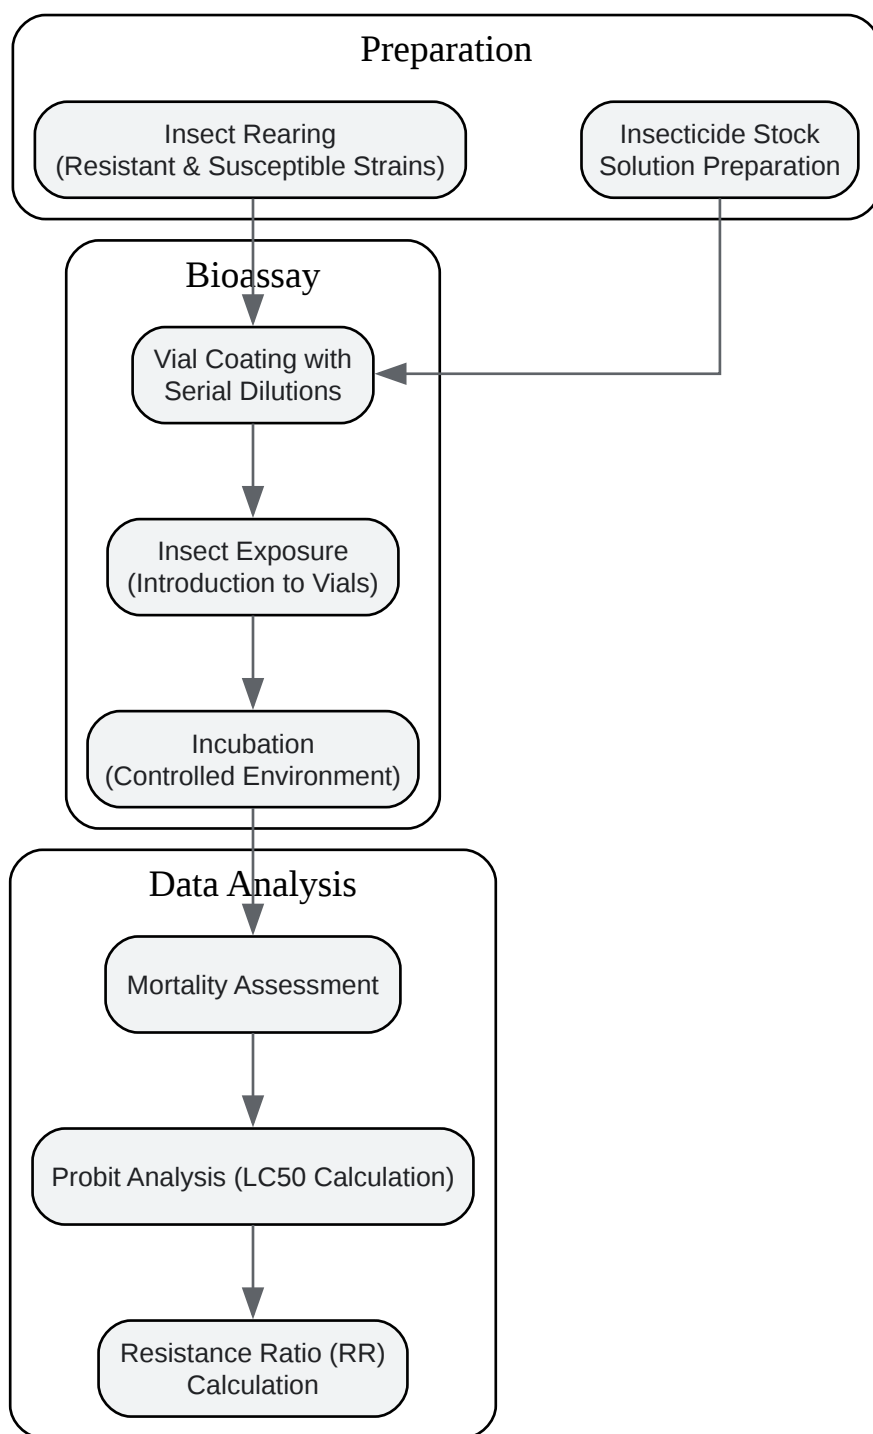 Preparation
Insect Rearing
(Resistant & Susceptible Strains)
Insecticide Stock
Solution Preparation
Bioassay
Vial Coating with
Serial Dilutions
Insect Exposure
(Introduction to Vials)
Incubation
(Controlled Environment)
Data Analysis
Mortality Assessment
Probit Analysis (LC50 Calculation)
Resistance Ratio (RR)
Calculation